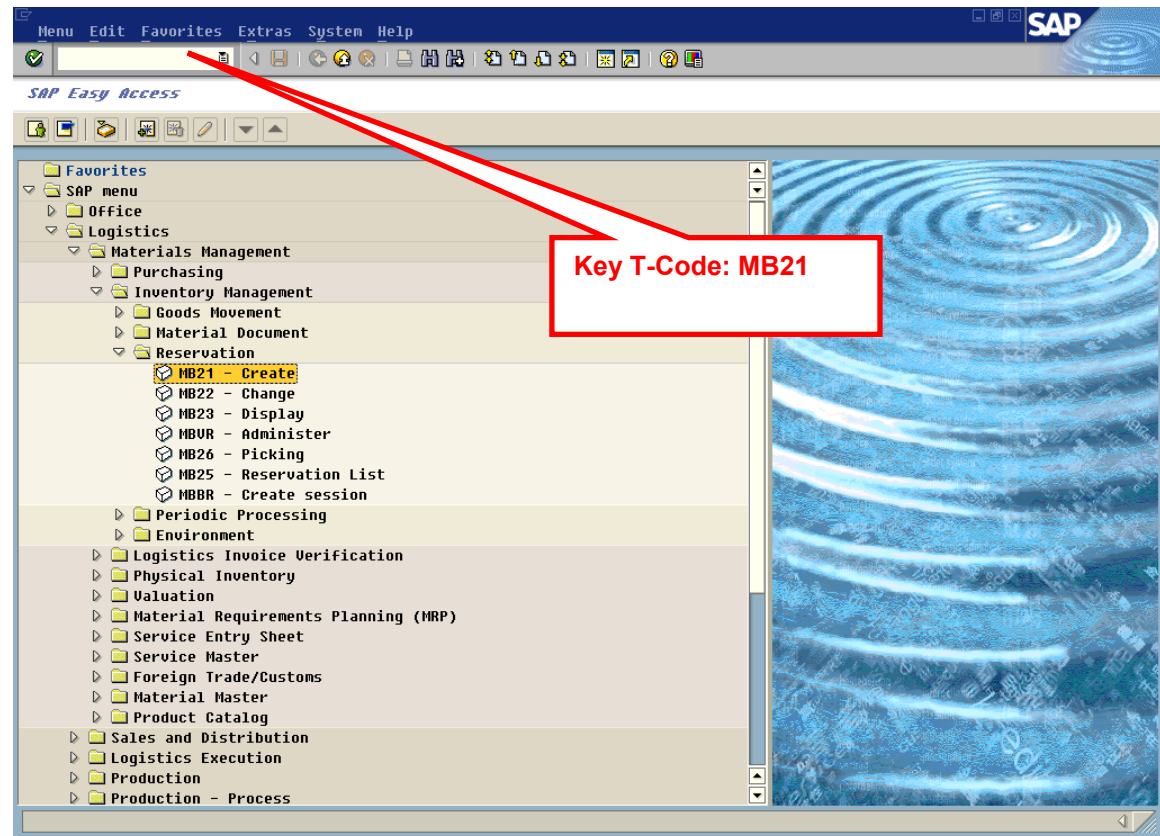 Menu Edit Favorites Extras System Help
SAP
SAP Easy Access
Favorites
SAP menu
Office
Logistics
Materials Management
Purchasing
Inventory Management
Goods Movement
Material Document
Reservation
MB21 - Create
MB22 - Change
MB23 - Display
MBVR - Administer
MB26 - Picking
MB25 - Reservation List
MBBR - Create session
Periodic Processing
Environment
Logistics Invoice Verification
Physical Inventory
Valuation
Material Requirements Planning (MRP)
Service Entry Sheet
Service Master
Foreign Trade/Customs
Material Master
Product Catalog
Sales and Distribution
Logistics Execution
Production
Production - Process
Key T-Code: MB21